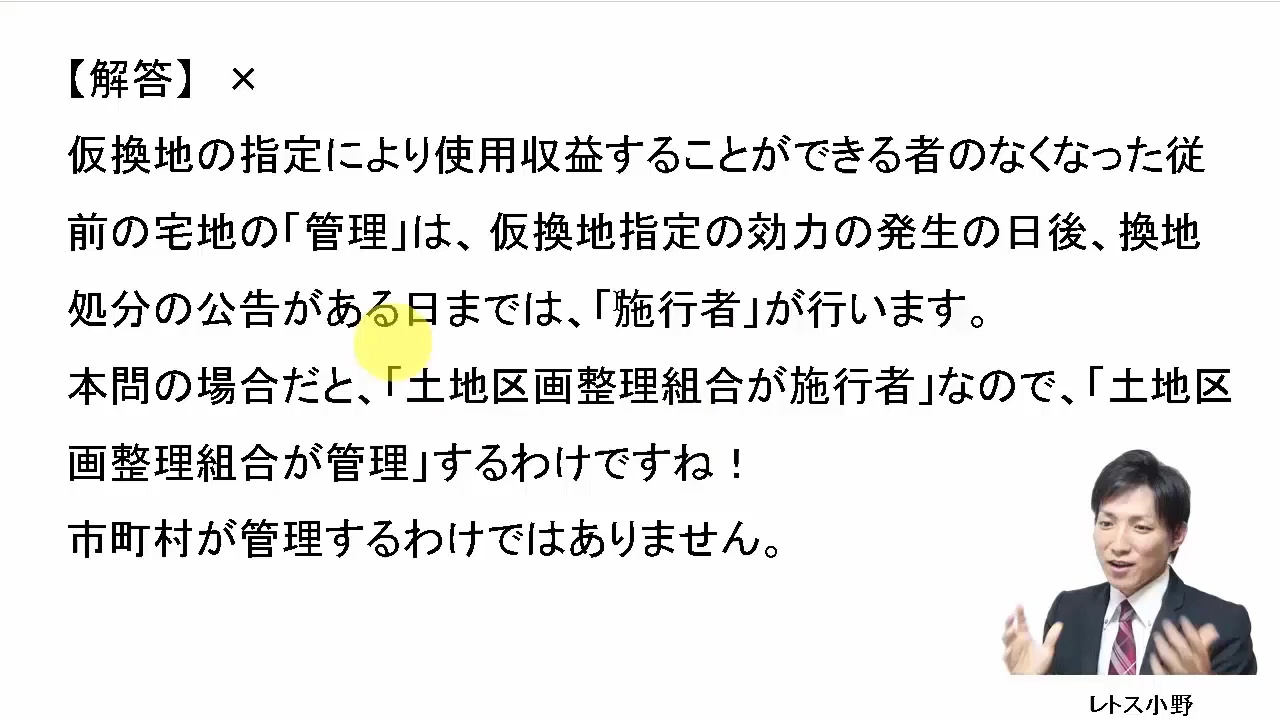 【解答】 ×
仮換地の指定により使用収益することができる者のなくなった従
前の宅地の「管理」は、仮換地指定の効力の発生の日後、換地
処分の公告がある日までは、「施行者」が行います。
本問の場合だと、「土地区画整理組合が施行者」なので、「土地区
画整理組合が管理」するわけですね！
市町村が管理するわけではありません。
レトス小野